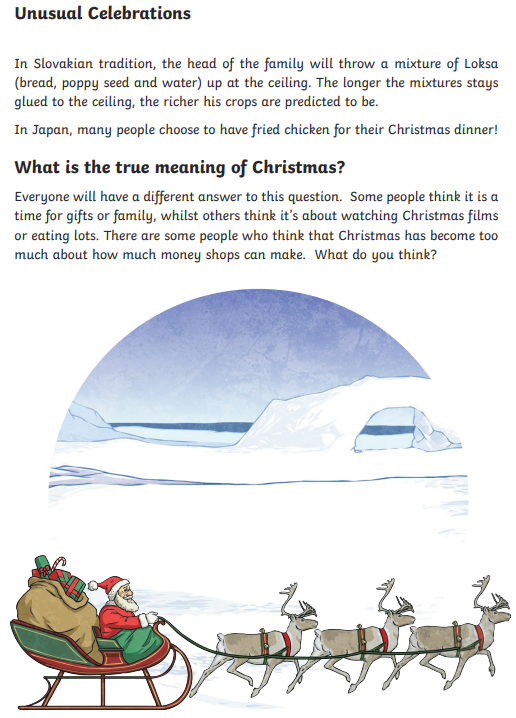 Unusual Celebrations
In Slovakian tradition, the head of the family will throw a mixture of Loksa
(bread, poppy seed and water) up at the ceiling. The longer the mixtures stays
glued to the ceiling, the richer his crops are predicted to be.
In Japan, many people choose to have fried chicken for their Christmas dinner!
What is the true meaning of Christmas?
Everyone will have a different answer to this question. Some people think it is a
time for gifts or family, whilst others think it's about watching Christmas films
or eating lots. There are some people who think that Christmas has become too
much about how much money shops can make. What do you think?